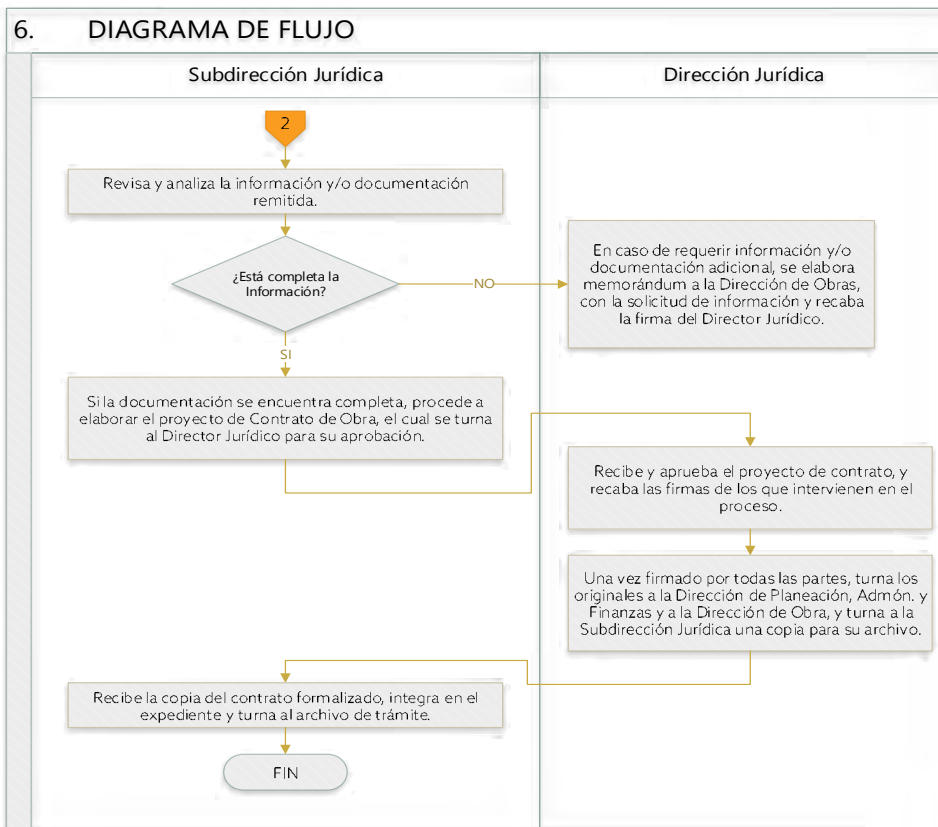 6. DIAGRAMA DE FLUJO
Subdirección Jurídica
Dirección Jurídica
2
Revisa y analiza la información y/o documentación
remitida.
¿Está completa la
Información?
NO
En caso de requerir información y/o
documentación adicional, se elabora
memorándum a la Dirección de Obras,
con la solicitud de información y recaba
la firma del Director Jurídico.
SI
Si la documentación se encuentra completa, procede a
elaborar el proyecto de Contrato de Obra, el cual se turna
al Director Jurídico para su aprobación.
Recibe y aprueba el proyecto de contrato, y
recaba las firmas de los que intervienen en el
proceso.
Una vez firmado por todas las partes, turna los
originales a la Dirección de Planeación, Admón. y
Finanzas y a la Dirección de Obra, y turna a la
Subdirección Jurídica una copia para su archivo.
Recibe la copia del contrato formalizado, integra en el
expediente y turna al archivo de trámite.
FIN